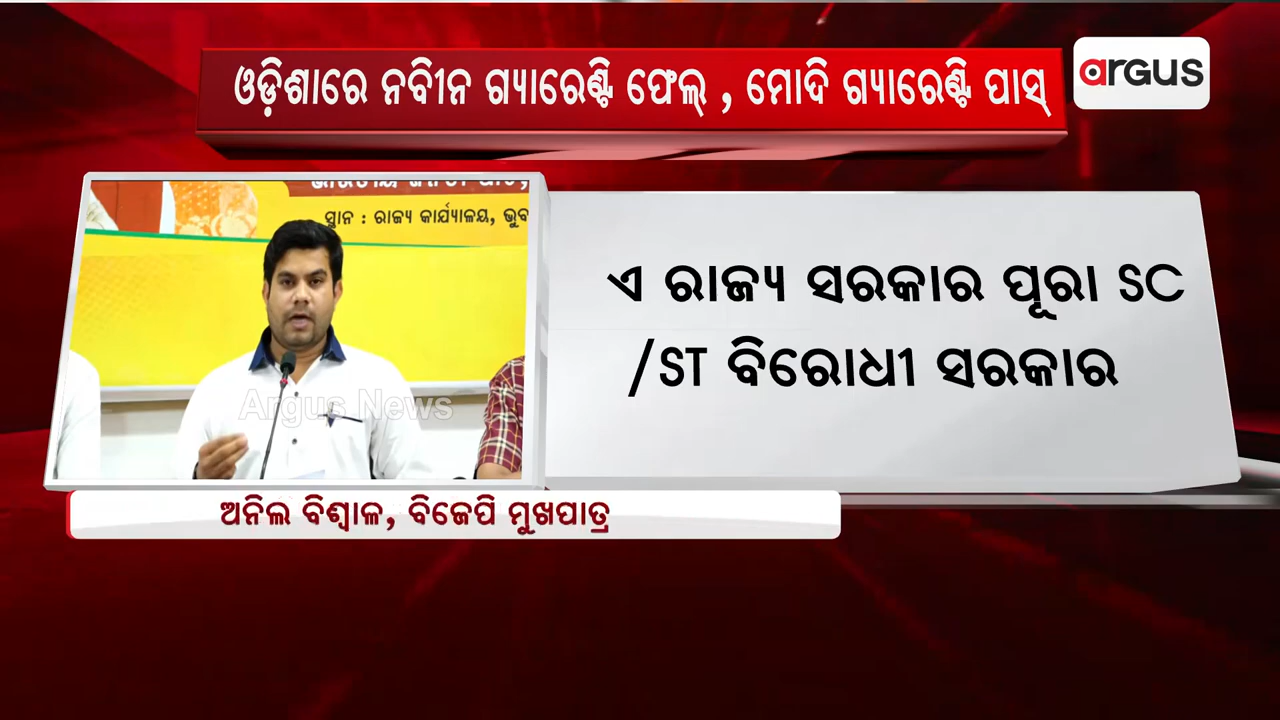 ଓଡ଼ିଶାରେ ନବୀନ ଗ୍ୟାରେଣ୍ଟି ଫେଲ୍ , ମୋଦି ଗ୍ୟାରେଣ୍ଟି ପାସ୍
argus
ସ୍ଥାନ : ରାଜ୍ୟ କାର୍ଯ୍ୟାଳୟ,
Argus News
ଏ ରାଜ୍ୟ ସରକାର ପୂରା SC
/ST ବିରୋଧୀ ସରକାର
ଅନିଲ ବିଶ୍ୱାଳ, ବିଜେପି ମୁଖପାତ୍ର